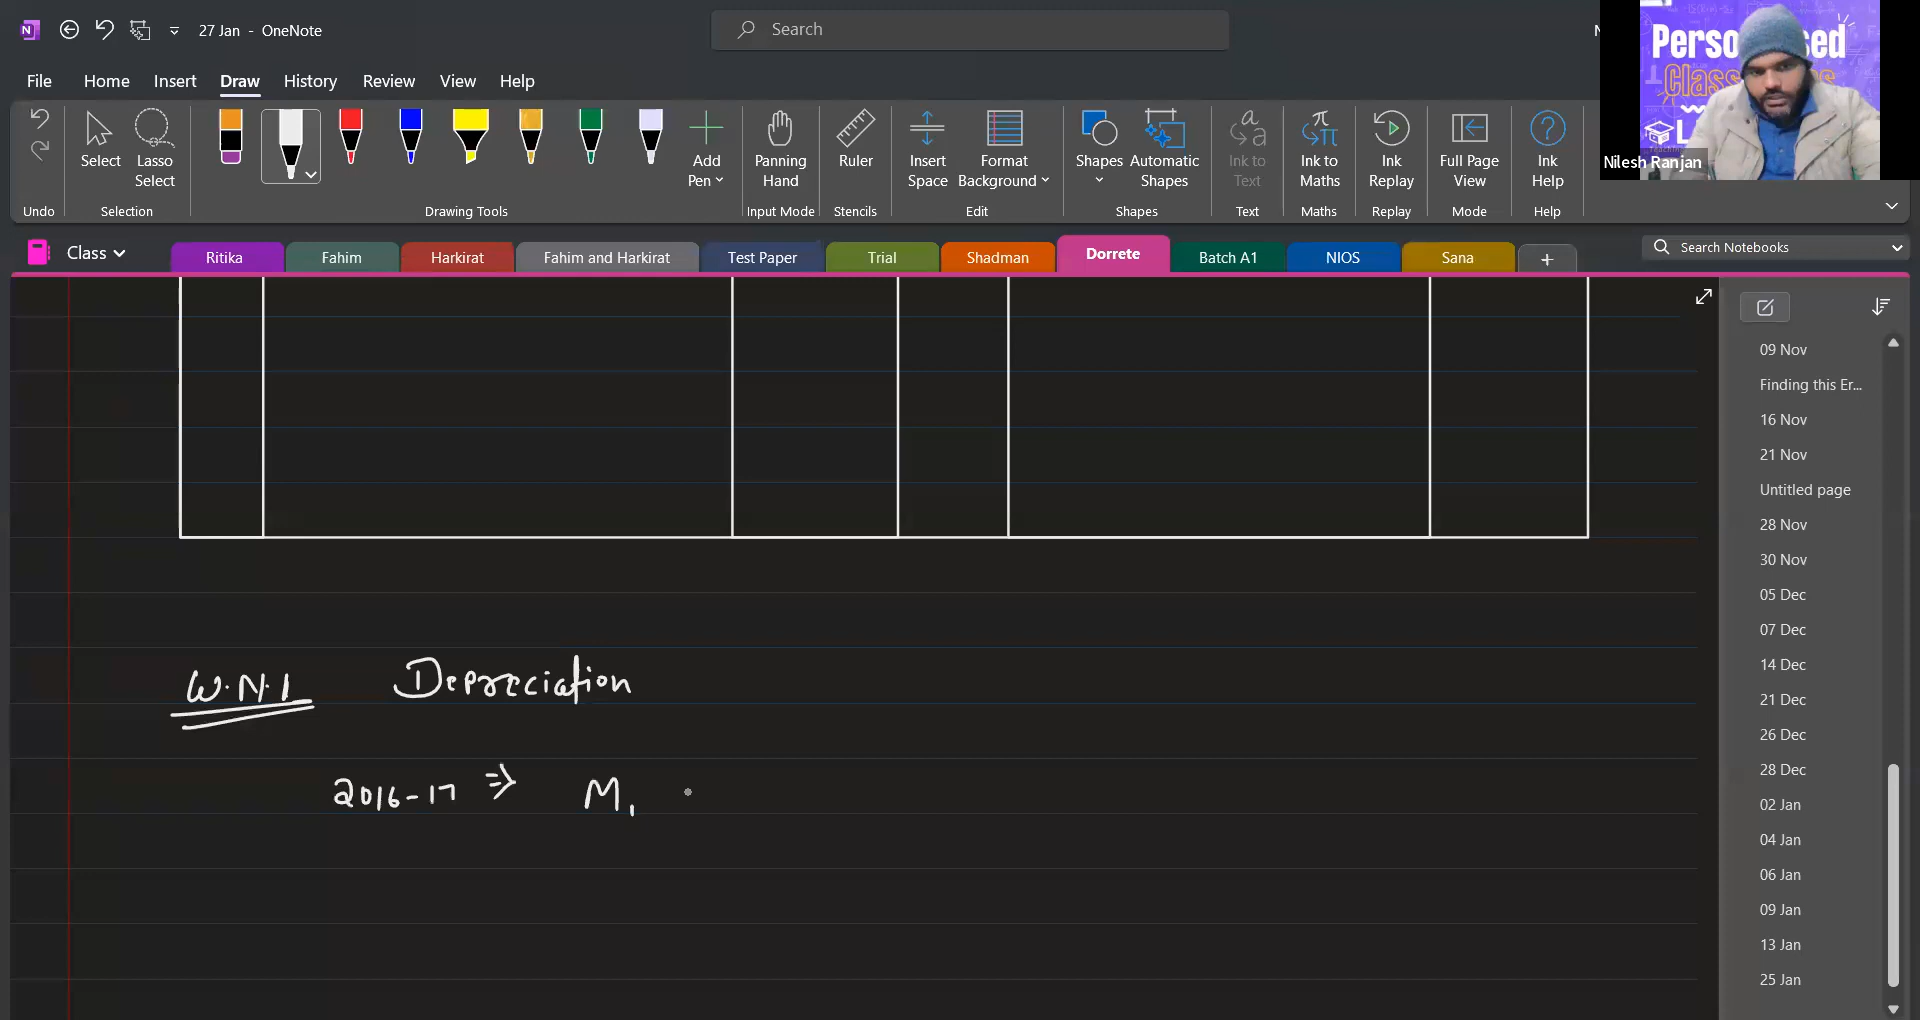 27 Jan - OneNote
Search
File Home Insert Draw History Review View Help
Select
Lasso Select
Add Pen
Panning Hand
Ruler
Insert Space
Format Background
Shapes
Automatic Shapes
Ink to Text
Ink to Maths
Ink Replay
Full Page View
Ink Help
Undo Selection Drawing Tools Input Mode Stencils Edit Shapes Text Maths Replay Mode Help
Nilesh Ranjan
Class Ritika Fahim Harkirat Fahim and Harkirat Test Paper Trial Shadman Dorrete Batch A1 NIOS Sana + Search Notebooks
09 Nov
Finding this Er...
16 Nov
21 Nov
Untitled page
28 Nov
30 Nov
05 Dec
07 Dec
14 Dec
21 Dec
26 Dec
28 Dec
02 Jan
04 Jan
06 Jan
09 Jan
13 Jan
25 Jan
W.N.1 Depreciation
2016-17 ⇒ M₁